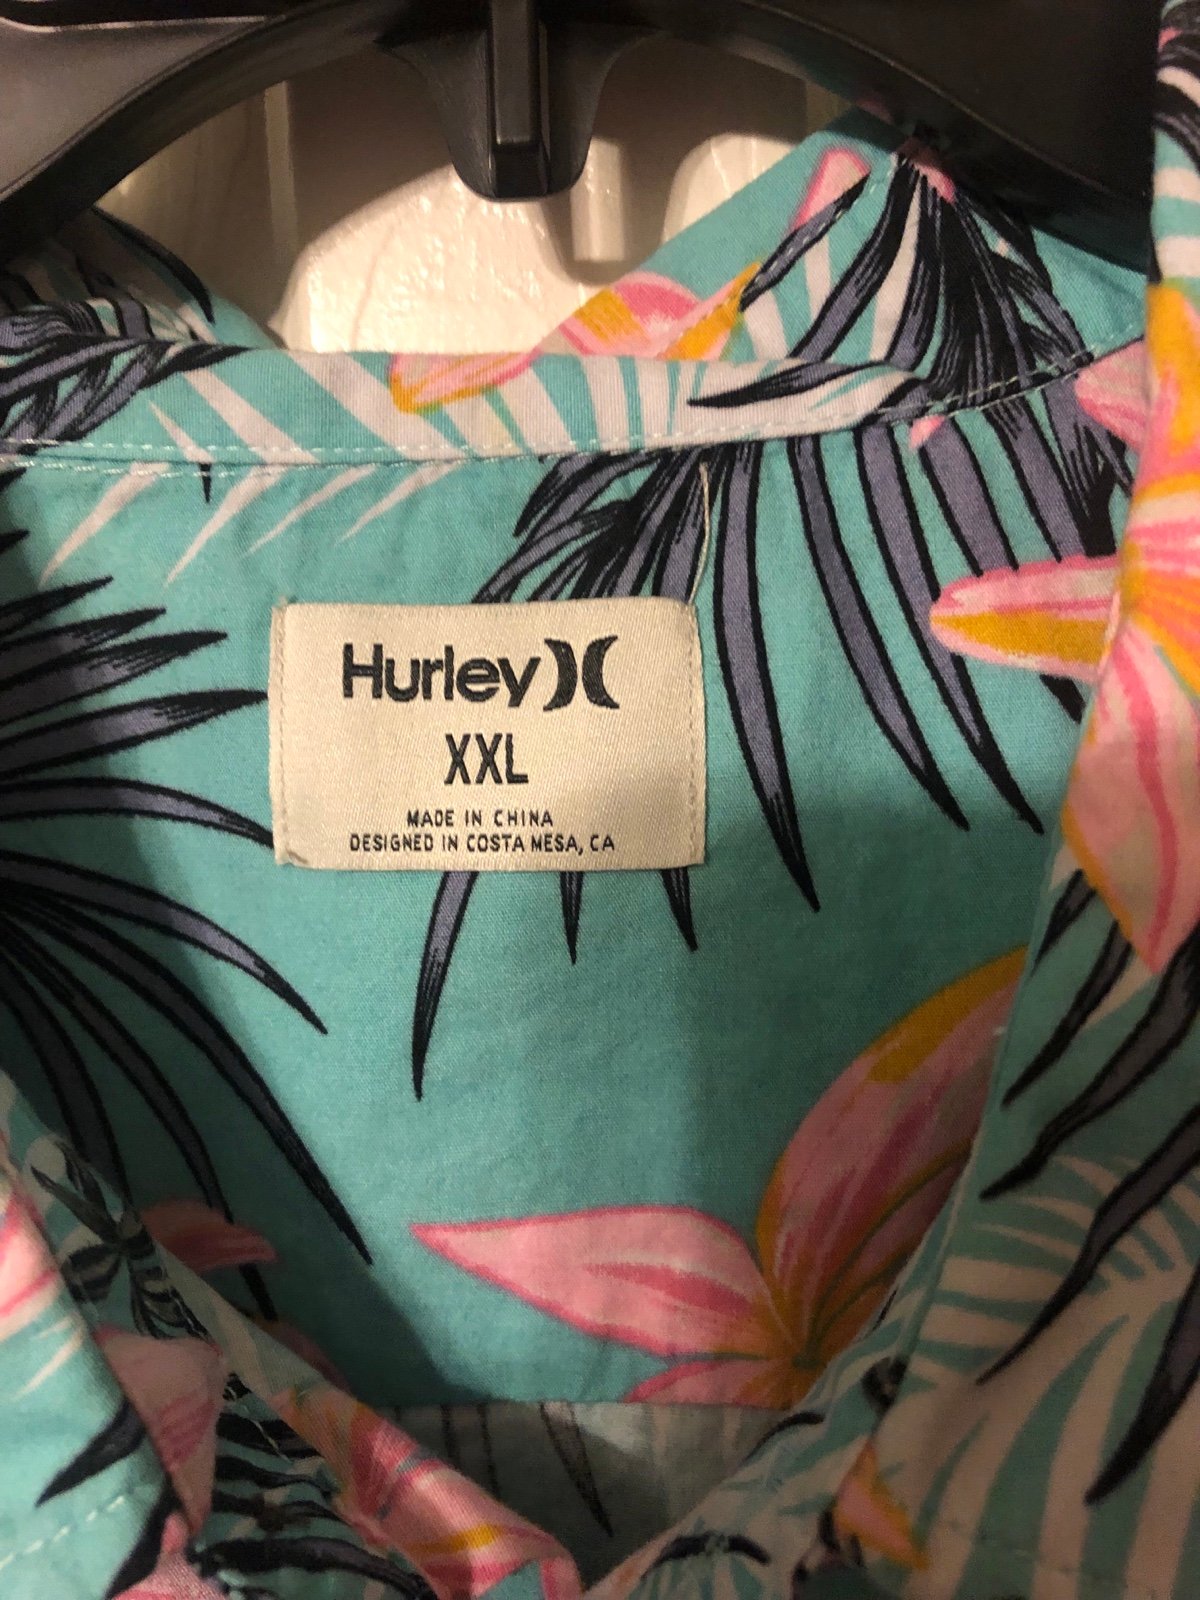 Hurley
XXL
MADE IN CHINA
DESIGNED IN COSTA MESA, CA